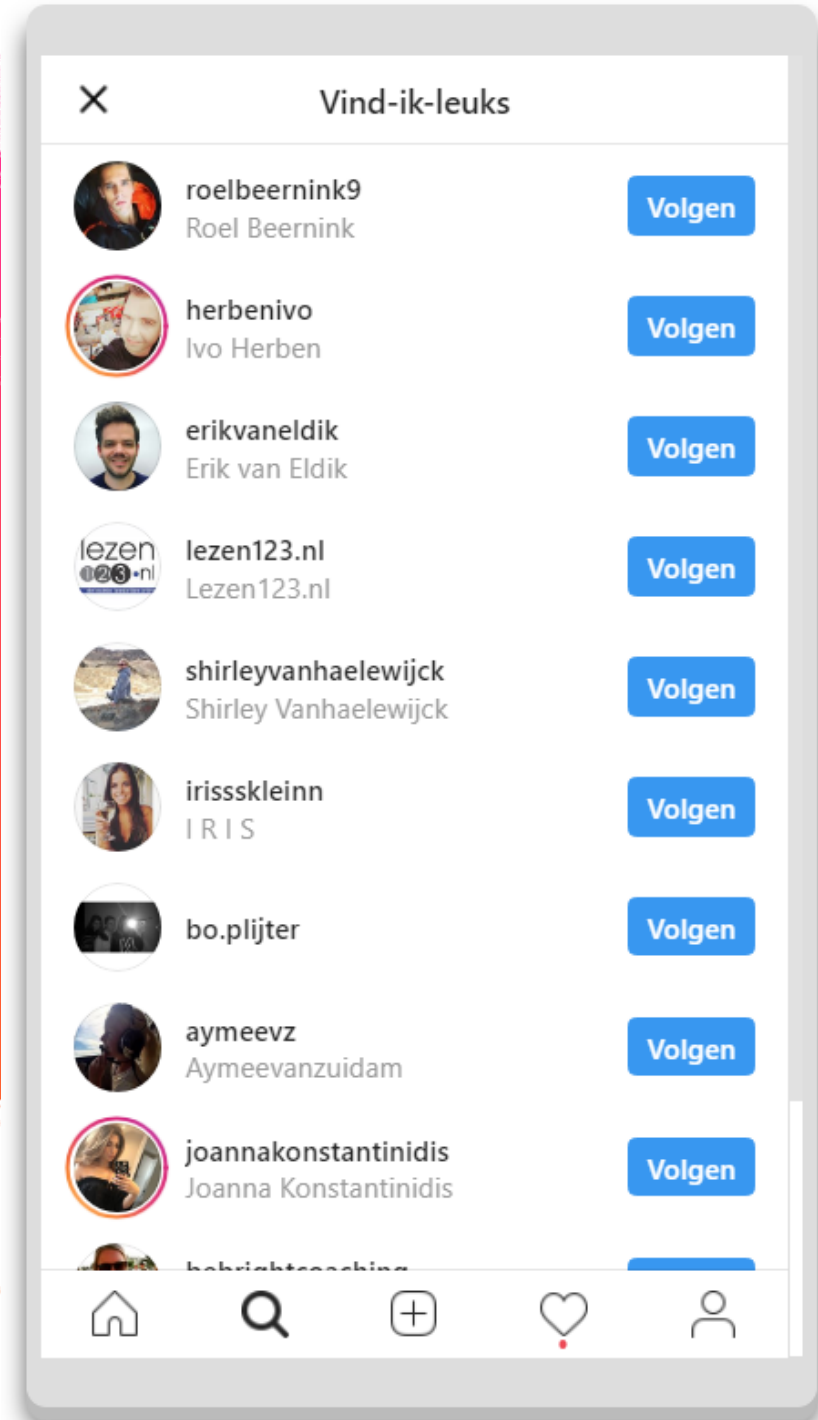 Vind-ik-leuks
roelbeernink9
Roel Beernink
Volgen
herbenivo
Ivo Herben
Volgen
erikvaneldik
Erik van Eldik
Volgen
lezen
123•nl
lezen123.nl
Lezen123.nl
Volgen
shirleyvanhaelewijck
Shirley Vanhaelewijck
Volgen
irissskleinn
I R I S
Volgen
bo.plijter
Volgen
aymeevz
Aymeevanzuidam
Volgen
joannakonstantinidis
Joanna Konstantinidis
Volgen
bebrightcoaching